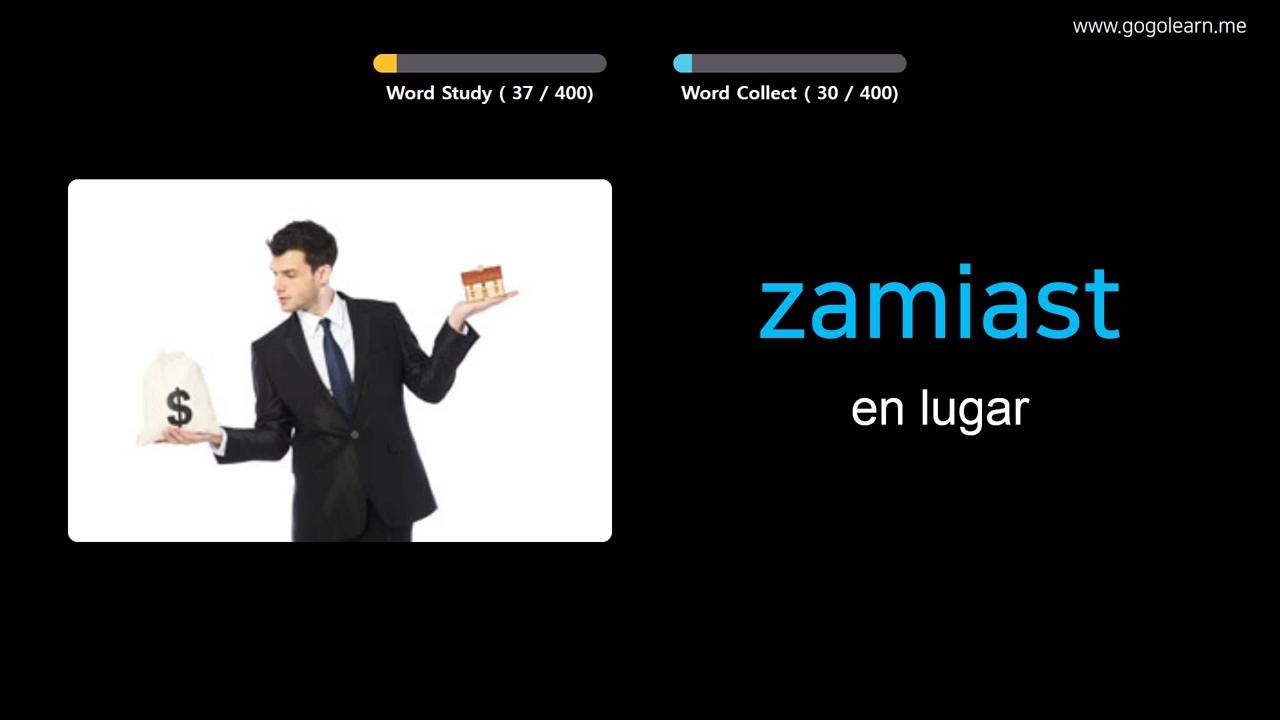 www.gogolearn.me
Word Study ( 37 / 400)
Word Collect ( 30 / 400)
$
zamiast
en lugar